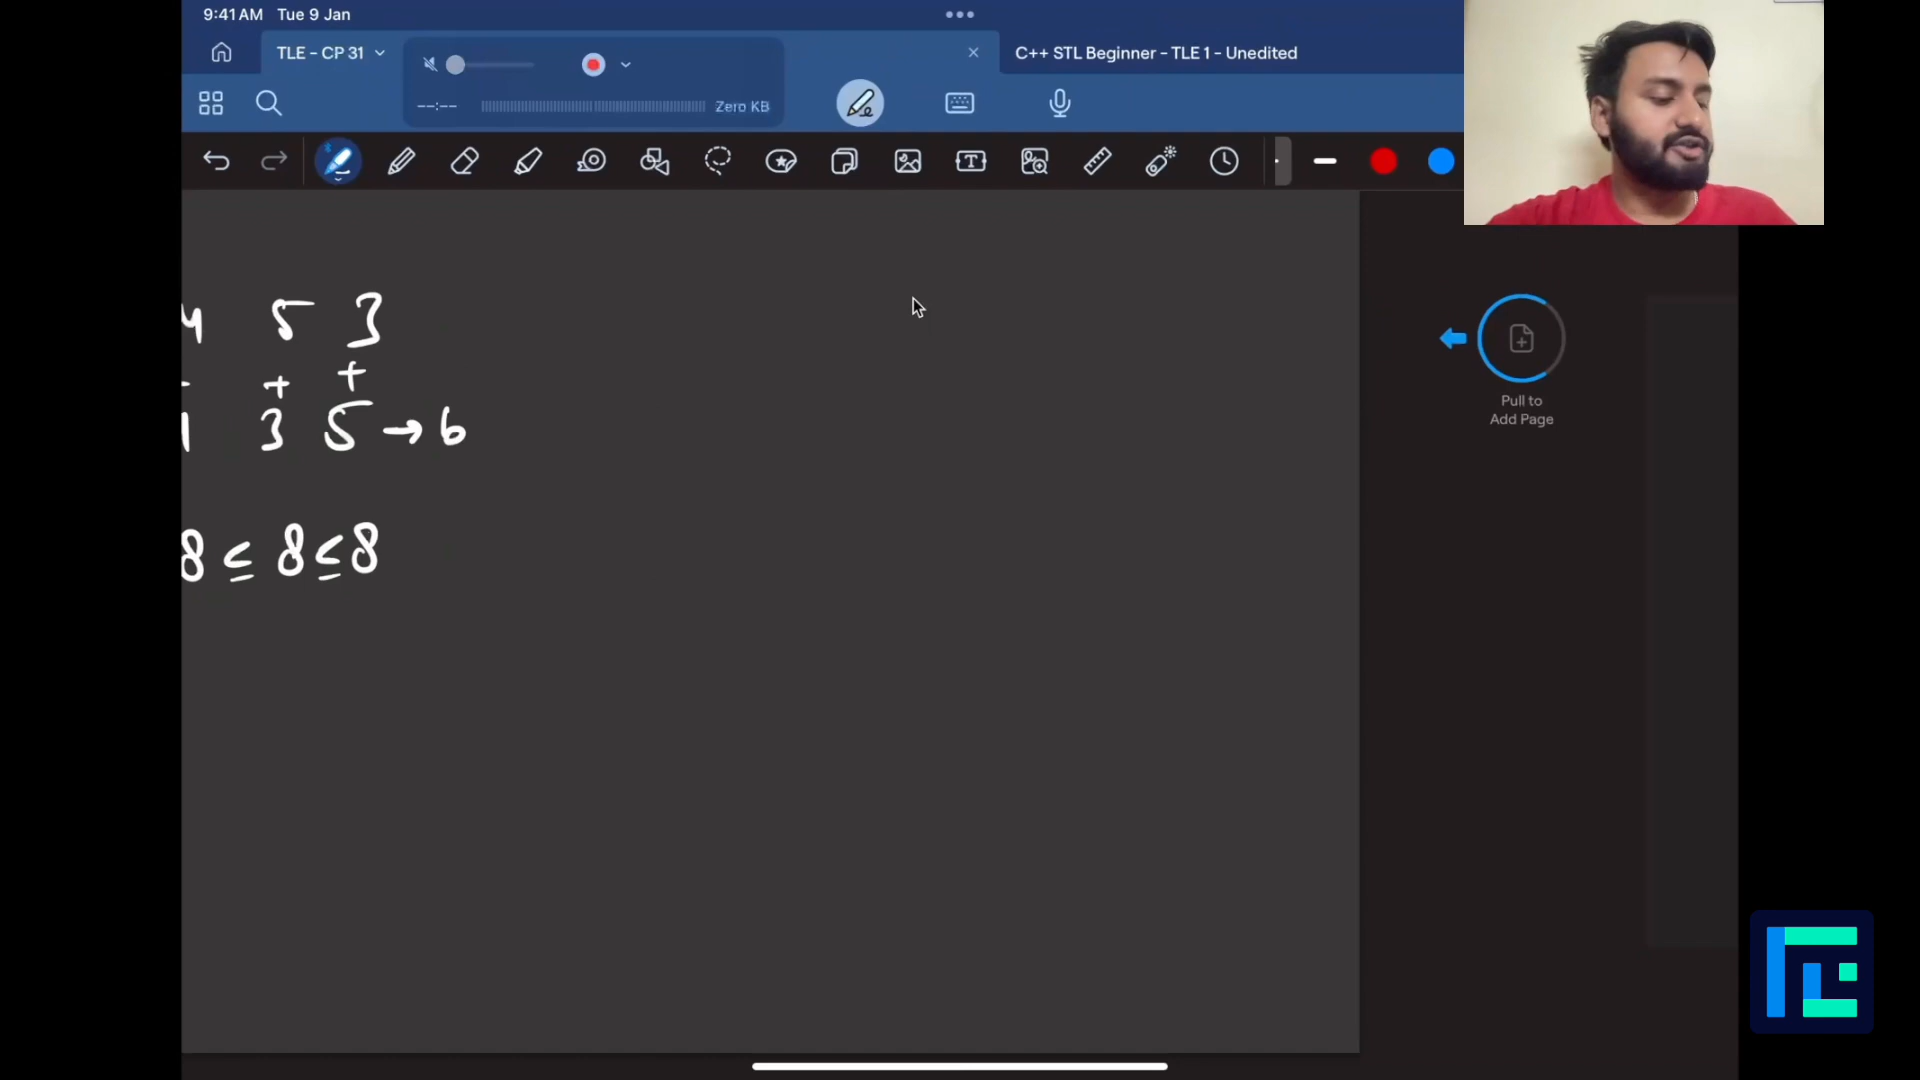 9:41 AM Tue 9 Jan
TLE - CP 31
C++ STL Beginner - TLE 1 - Unedited
--:-- Zero KB
4 5 3
+ +
1 3 5 → 6
8 ≤ 8 ≤ 8
Pull to
Add Page